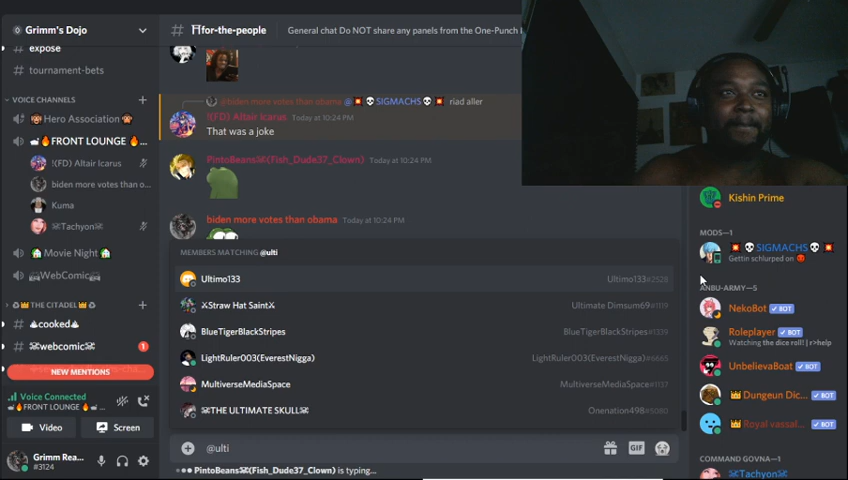 Grimm's Dojo
expose
tournament-bets
VOICE CHANNELS
Hero Association
FRONT LOUNGE ...
!(FD) Altair Icarus
biden more votes than o...
Kuma
Tachyon
Movie Night
WebComic
THE CITADEL
cooked
webcomic 1
NEW MENTIONS
Voice Connected
FRONT LOUNGE
Video
Screen
Grimm Rea...
#3124
for-the-people General chat Do NOT share any panels from the One-Punch
@biden more votes than obama @ SIGMACHS riad aller
!(FD) Altair Icarus Today at 10:24 PM
That was a joke
PintoBeans(Fish_Dude37_Clown) Today at 10:24 PM
biden more votes than obama Today at 10:24 PM
MEMBERS MATCHING @ulti
Ultimo133 Ultimo133#2528
Straw Hat Saint Ultimate Dimsum69#1119
BlueTigerBlackStripes BlueTigerBlackStripes#1339
LightRuler003(EverestNigga) LightRuler003(EverestNigga)#6665
MultiverseMediaSpace MultiverseMediaSpace#1137
THE ULTIMATE SKULL Onenation498#5080
@ulti
GIF
PintoBeans(Fish_Dude37_Clown) is typing...
Kishin Prime
MODS—1
SIGMACHS
Gettin schlurped on
ANBU-ARMY—5
NekoBot BOT
Roleplayer BOT
Watching the dice roll! | r>help
UnbelievaBoat BOT
Dungeun Dic... BOT
Royal vassal... BOT
COMMAND GOVNA—1
Tachyon